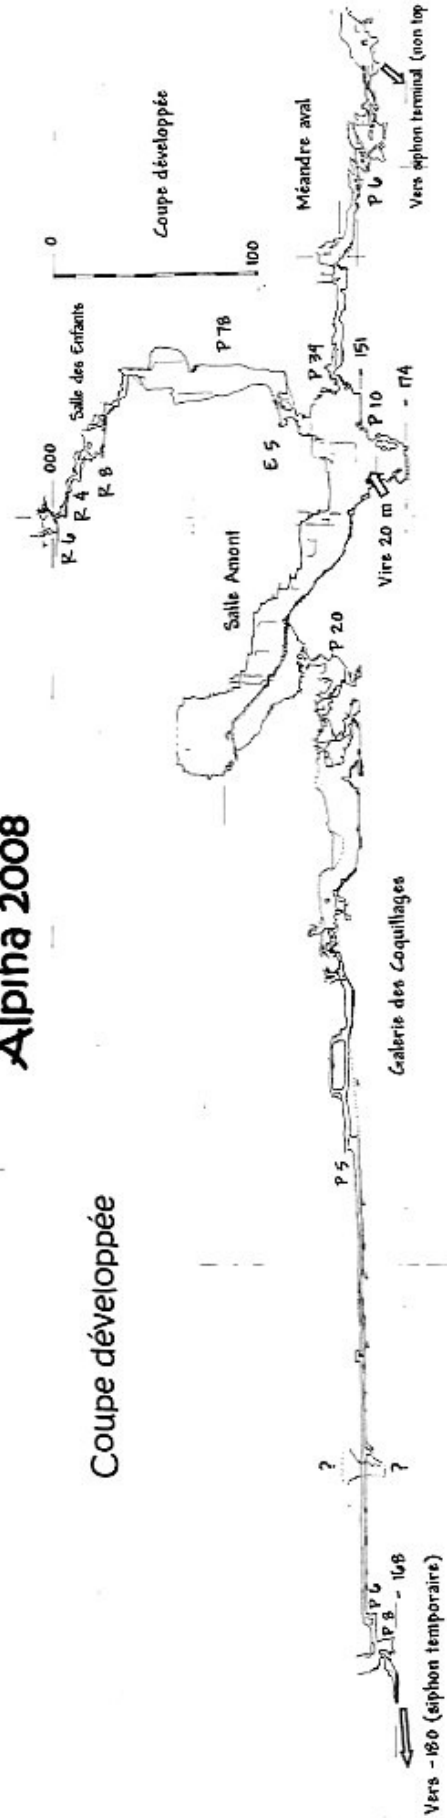 Alpina 2008
Coupe développée
0
100
Coupe développée
000
R 6
R 4
R 8
Salle des Enfants
P 78
E 5
P 39
Méandre aval
- 151
P 10
- 174
Vire 20 m
P 6
Vers siphon terminal (non top
Salle Amont
P 20
Galerie des Coquillages
P 5
?
?
P 6
P 8
- 168
Vers - 180 (siphon temporaire)